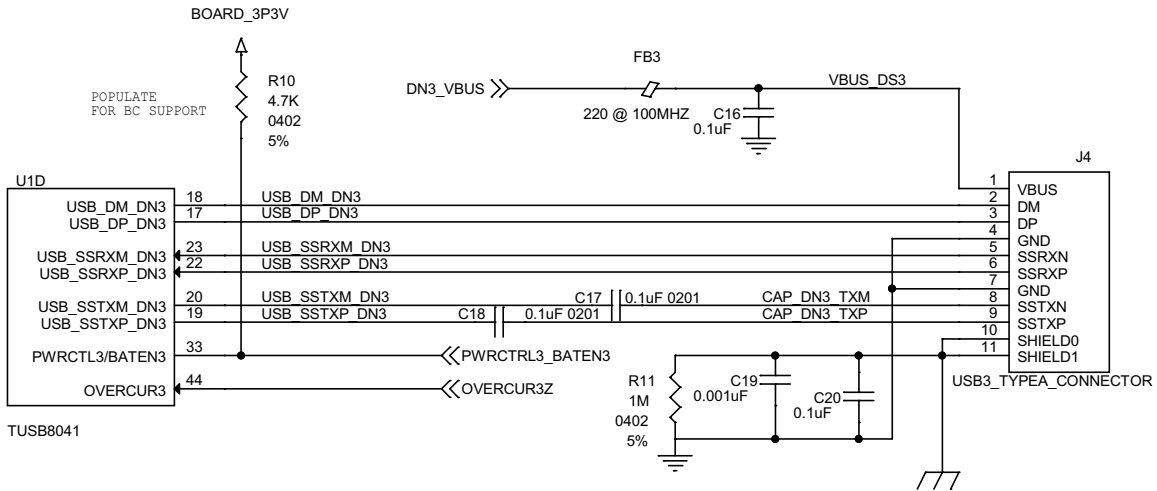 BOARD_3P3V
POPULATE
FOR BC SUPPORT
R10
4.7K
0402
5%
DN3_VBUS
FB3
220 @ 100MHZ
VBUS_DS3
C16
0.1uF
U1D
J4
USB_DM_DN3 18 USB_DM_DN3
USB_DP_DN3 17 USB_DP_DN3
USB_SSRXM_DN3 23 USB_SSRXM_DN3
USB_SSRXP_DN3 22 USB_SSRXP_DN3
USB_SSTXM_DN3 20 USB_SSTXM_DN3 C17 0.1uF 0201 CAP_DN3_TXM
USB_SSTXP_DN3 19 USB_SSTXP_DN3 C18 0.1uF 0201 CAP_DN3_TXP
PWRCTL3/BATEN3 33 PWRCTRL3_BATEN3
OVERCUR3 44 OVERCUR3Z
TUSB8041
1 VBUS
2 DM
3 DP
4 GND
5 SSRXN
6 SSRXP
7 GND
8 SSTXN
9 SSTXP
10 SHIELD0
11 SHIELD1
USB3_TYPEA_CONNECTOR
R11
1M
0402
5%
C19
0.001uF
C20
0.1uF